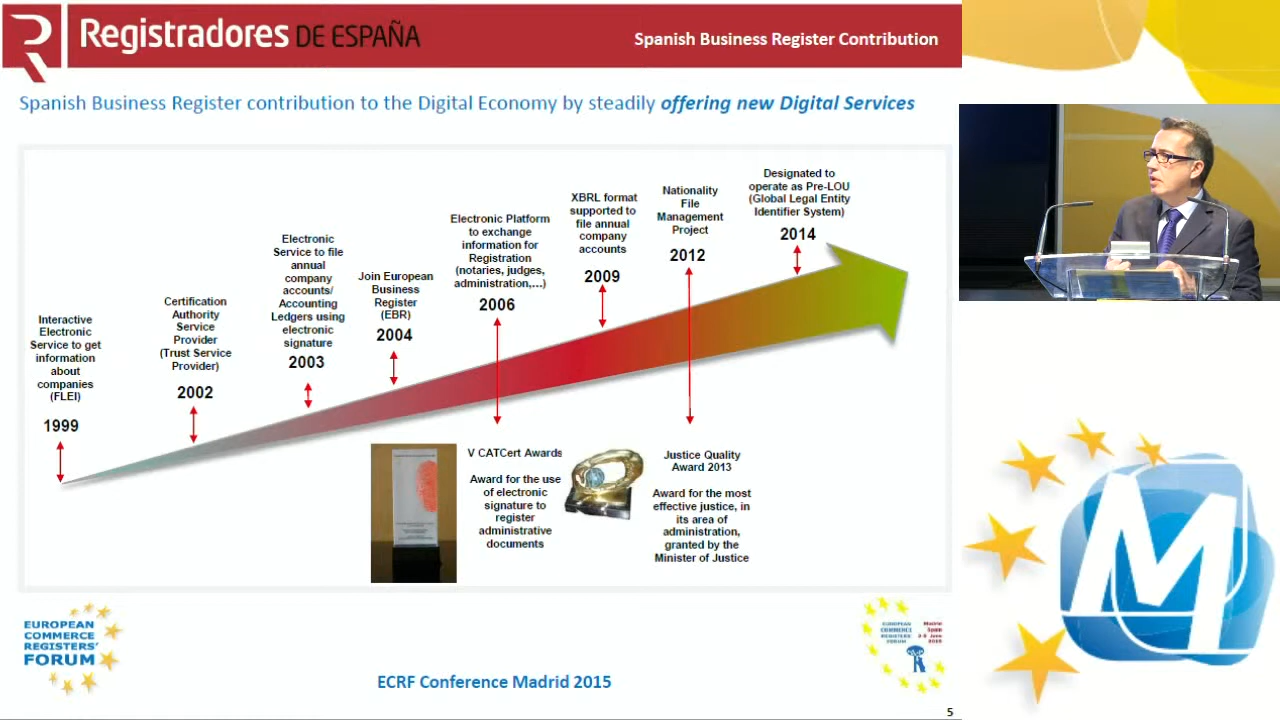 Registradores DE ESPAÑA
Spanish Business Register Contribution
Spanish Business Register contribution to the Digital Economy by steadily offering new Digital Services
Interactive
Electronic
Service to get
information
about
companies
(FLEI)
1999
Certification
Authority
Service
Provider
(Trust Service
Provider)
2002
Electronic
Service to file
annual
company
accounts/
Accounting
Ledgers using
electronic
signature
2003
Join European
Business
Register
(EBR)
2004
Electronic Platform
to exchange
information for
Registration
(notaries, judges,
administration,...)
2006
XBRL format
supported to
file annual
company
accounts
2009
Nationality
File
Management
Project
2012
Designated to
operate as Pre-LOU
(Global Legal Entity
Identifier System)
2014
V CATCert Awards
Award for the use
of electronic
signature to
register
administrative
documents
Justice Quality
Award 2013
Award for the most
effective justice, in
its area of
administration,
granted by the
Minister of Justice
EUROPEAN
COMMERCE
REGISTERS'
FORUM
EUROPEAN
COMMERCE
REGISTERS
FORUM
Madrid
Spain
2015
ECRF Conference Madrid 2015
5
M